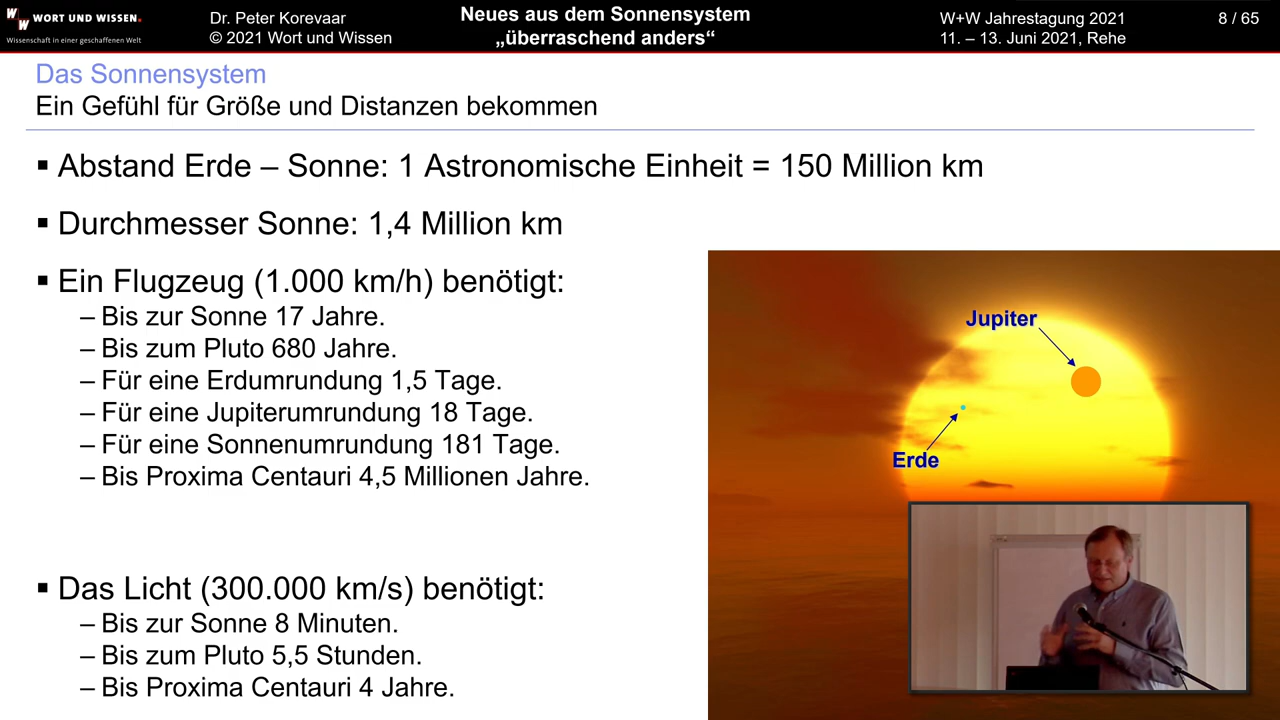 WORT UND WISSEN.
Wissenschaft in einer geschaffenen Welt
Dr. Peter Korevaar
© 2021 Wort und Wissen
Neues aus dem Sonnensystem
„überraschend anders“
W+W Jahrestagung 2021
11. – 13. Juni 2021, Rehe
8 / 65
Das Sonnensystem
Ein Gefühl für Größe und Distanzen bekommen
▪ Abstand Erde – Sonne: 1 Astronomische Einheit = 150 Million km
▪ Durchmesser Sonne: 1,4 Million km
▪ Ein Flugzeug (1.000 km/h) benötigt:
– Bis zur Sonne 17 Jahre.
– Bis zum Pluto 680 Jahre.
– Für eine Erdumrundung 1,5 Tage.
– Für eine Jupiterumrundung 18 Tage.
– Für eine Sonnenumrundung 181 Tage.
– Bis Proxima Centauri 4,5 Millionen Jahre.
▪ Das Licht (300.000 km/s) benötigt:
– Bis zur Sonne 8 Minuten.
– Bis zum Pluto 5,5 Stunden.
– Bis Proxima Centauri 4 Jahre.
Jupiter
Erde